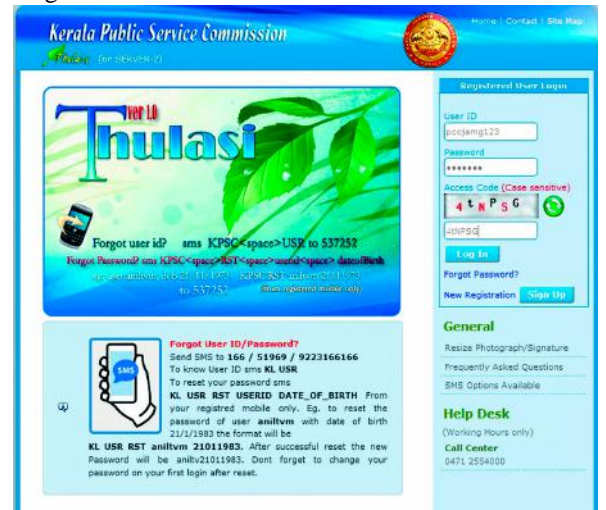 Kerala Public Service Commission
Home | Contact | Site Map
Thulasi [on SERVER-2]
ver 1.0
Thulasi
Forgot user id? sms KPSC<space>USR to 537252
Forgot Password? sms KPSC<space>RST<space>userid<space> dateofBirth
to 537252
Registered User Login
User ID
poojamg123
Password
*******
Access Code (Case sensitive)
4 t N P S G
4tNPSG
Log In
Forgot Password?
New Registration Sign Up
General
Resize Photograph/Signature
Frequently Asked Questions
SMS Options Available
Help Desk
(Working Hours only)
Call Center
0471 2554000
SMS
Forgot User ID/Password?
Send SMS to 166 / 51969 / 9223166166
To know User ID sms KL USR
To reset your password sms
KL USR RST USERID DATE_OF_BIRTH From
your registred mobile only. Eg. to reset the
password of user aniltvm with date of birth
21/1/1983 the format will be
KL USR RST aniltvm 21011983. After successful reset the new
Password will be aniltv21011983. Dont forget to change your
password on your first login after reset.